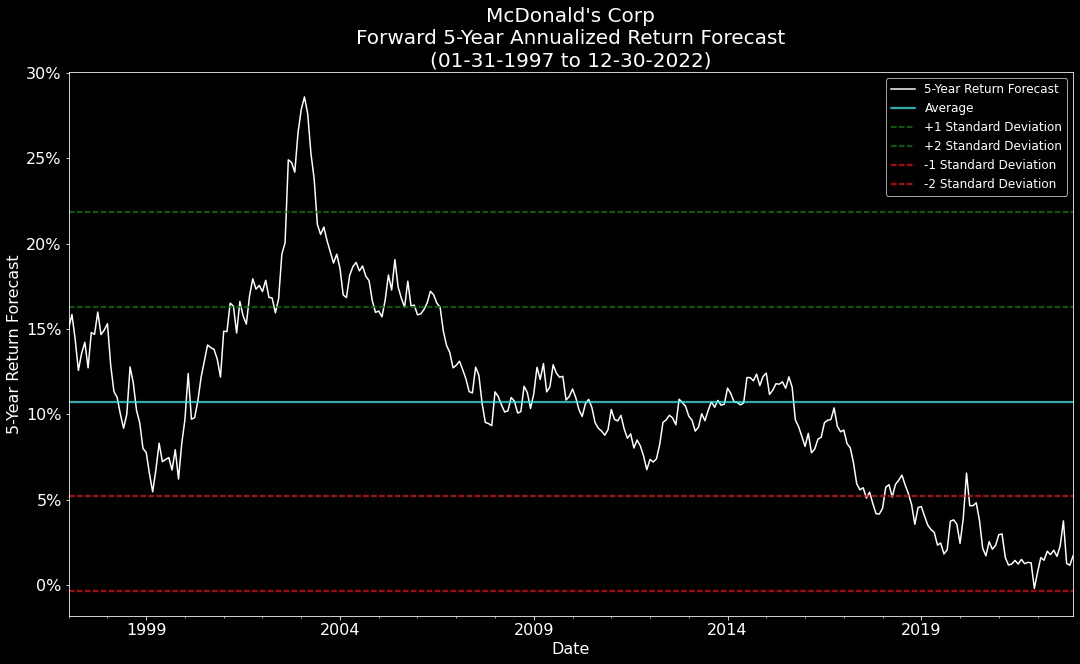 McDonald's Corp
Forward 5-Year Annualized Return Forecast
(01-31-1997 to 12-30-2022)
30%
25%
20%
15%
10%
5%
0%
5-Year Return Forecast
5-Year Return Forecast
Average
+1 Standard Deviation
+2 Standard Deviation
-1 Standard Deviation
-2 Standard Deviation
1999 2004 2009 2014 2019
Date